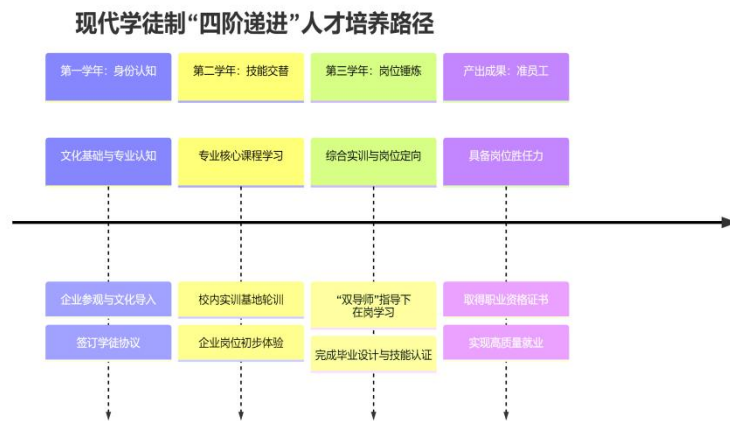 现代学徒制“四阶递进”人才培养路径
第一学年：身份认知
第二学年：技能交替
第三学年：岗位锤炼
产出成果：准员工
文化基础与专业认知
专业核心课程学习
综合实训与岗位定向
具备岗位胜任力
企业参观与文化导入
校内实训基地轮训
“双导师”指导下
在岗学习
取得职业资格证书
签订学徒协议
企业岗位初步体验
完成毕业设计与技能认证
实现高质量就业